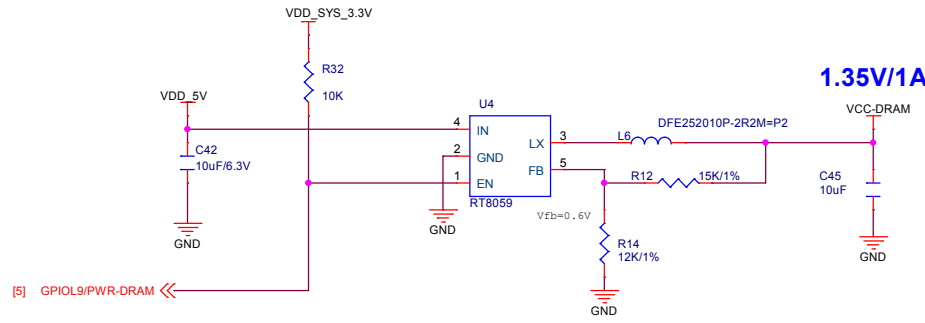 VDD_SYS_3.3V
R32
10K
1.35V/1A
VDD_5V
U4
VCC-DRAM
DFE252010P-2R2M=P2
4
IN
LX
3
L6
C42
10uF/6.3V
2
GND
FB
5
R12
15K/1%
C45
10uF
1
EN
RT8059
Vfb=0.6V
GND
GND
R14
12K/1%
GND
[5] GPIOL9/PWR-DRAM
GND